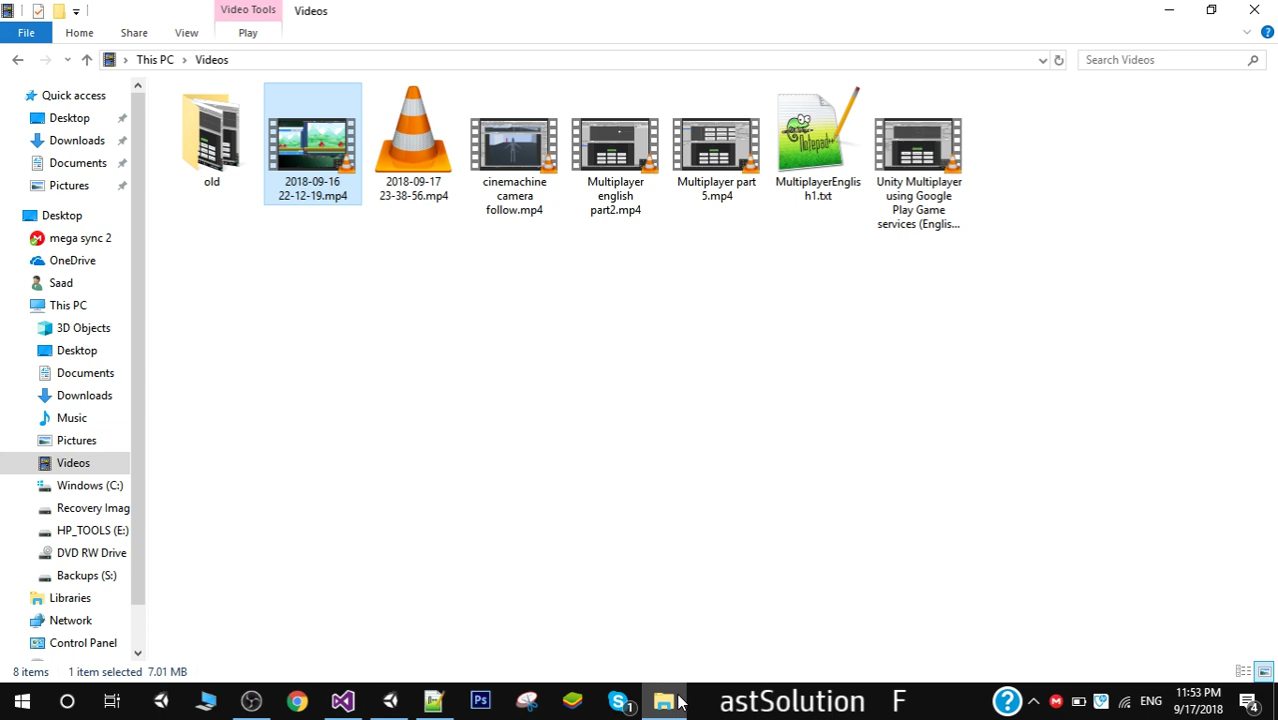 Video Tools
Videos
File
Home
Share
View
Play
This PC
Videos
Search Videos
Quick access
Desktop
Downloads
Documents
Pictures
Desktop
mega sync 2
OneDrive
Saad
This PC
3D Objects
Desktop
Documents
Downloads
Music
Pictures
Videos
Windows (C:)
Recovery Imag
HP_TOOLS (E:)
DVD RW Drive
Backups (S:)
Libraries
Network
Control Panel
old
2018-09-16
22-12-19.mp4
2018-09-17
23-38-56.mp4
cinemachine
camera
follow.mp4
Multiplayer
english
part2.mp4
Multiplayer part
5.mp4
Notepad++
MultiplayerEnglis
h1.txt
Unity Multiplayer
using Google
Play Game
services (Englis...
8 items
1 item selected 7.01 MB
Ps
1
astSolution F
ENG
11:53 PM
9/17/2018
4